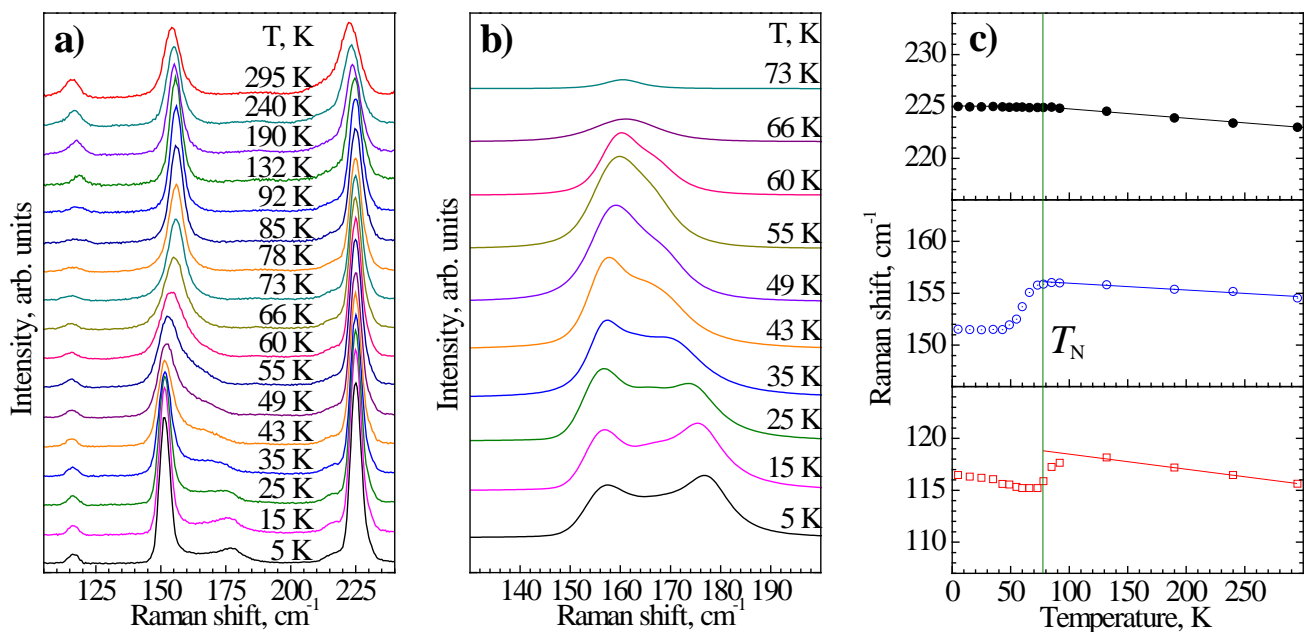 a)
T, K
295 K
240 K
190 K
132 K
92 K
85 K
78 K
73 K
66 K
60 K
55 K
49 K
43 K
35 K
25 K
15 K
5 K
Intensity, arb. units
125 150 175 200 225
Raman shift, cm-1
b)
T, K
73 K
66 K
60 K
55 K
49 K
43 K
35 K
25 K
15 K
5 K
Intensity, arb. units
140 150 160 170 180 190
Raman shift, cm-1
c)
230
225
220
160
155
150
TN
120
115
110
Raman shift, cm-1
0 50 100 150 200 250
Temperature, K